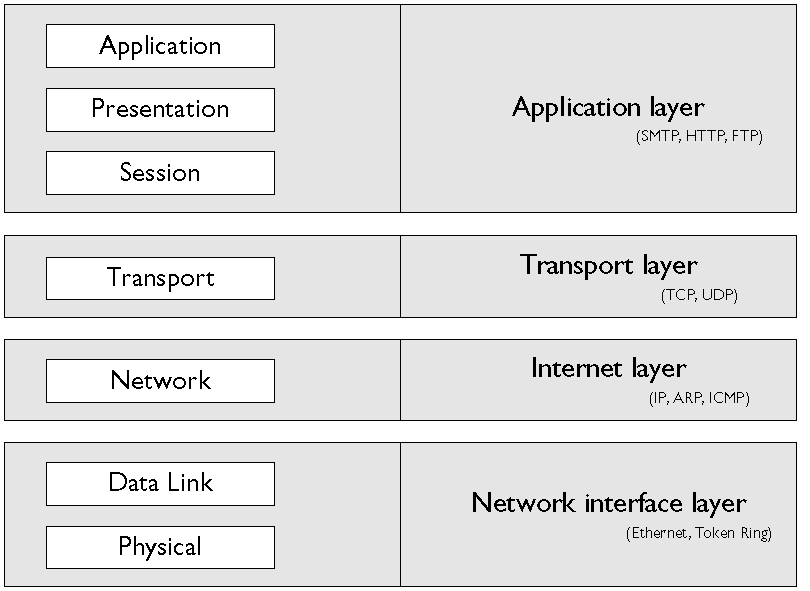 Application
Presentation
Session
Application layer
(SMTP, HTTP, FTP)
Transport
Transport layer
(TCP, UDP)
Network
Internet layer
(IP, ARP, ICMP)
Data Link
Physical
Network interface layer
(Ethernet, Token Ring)